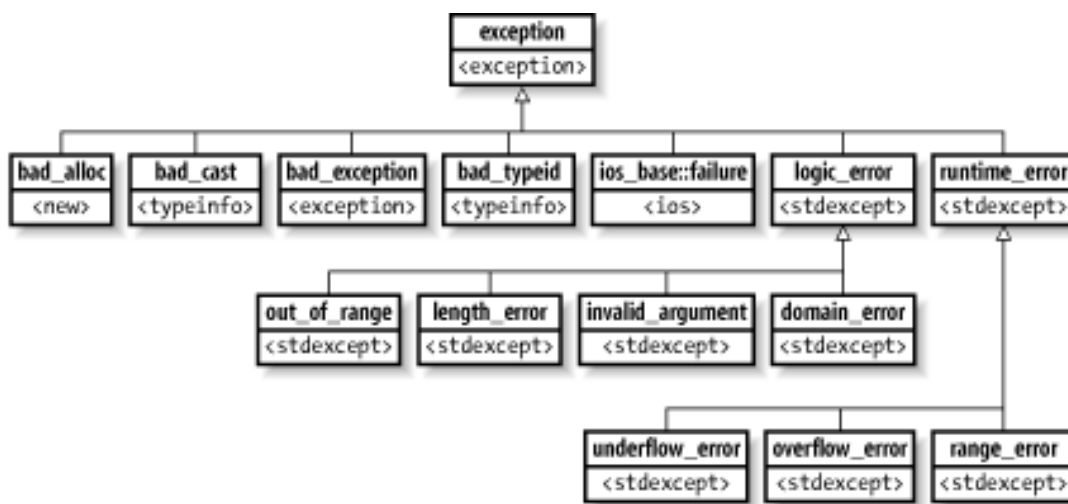 exception
<exception>
bad_alloc
<new>
bad_cast
<typeinfo>
bad_exception
<exception>
bad_typeid
<typeinfo>
ios_base::failure
<ios>
logic_error
<stdexcept>
runtime_error
<stdexcept>
out_of_range
<stdexcept>
length_error
<stdexcept>
invalid_argument
<stdexcept>
domain_error
<stdexcept>
underflow_error
<stdexcept>
overflow_error
<stdexcept>
range_error
<stdexcept>